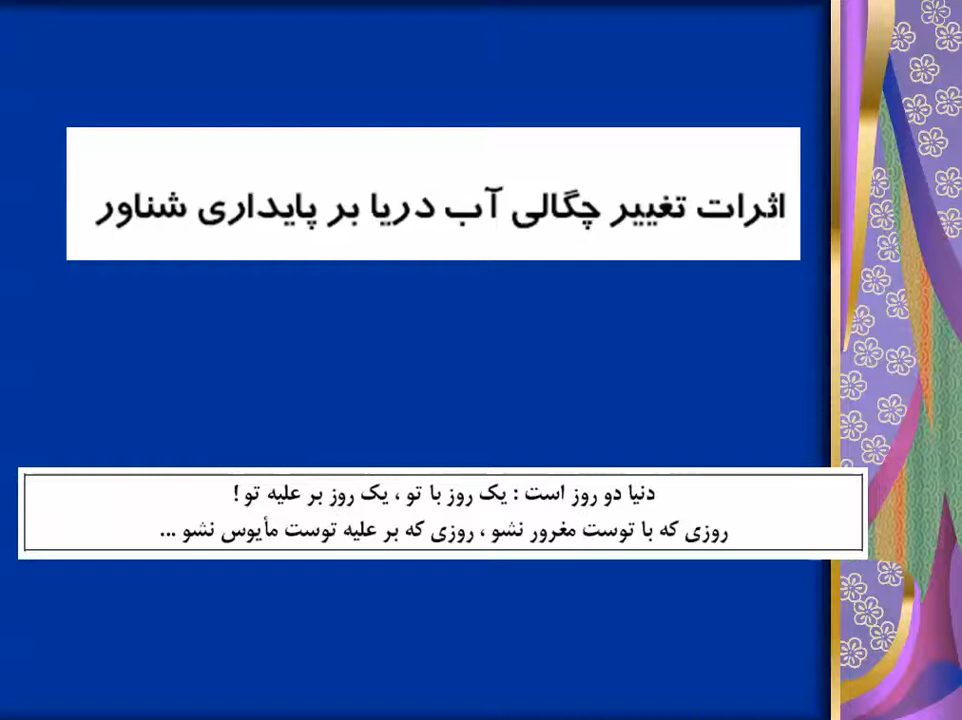 اثرات تغییر چگالی آب دریا بر پایداری شناور
دنیا دو روز است : یک روز با تو ، یک روز بر علیه تو !
روزی که با توست مغرور نشو ، روزی که بر علیه توست مأیوس نشو ...